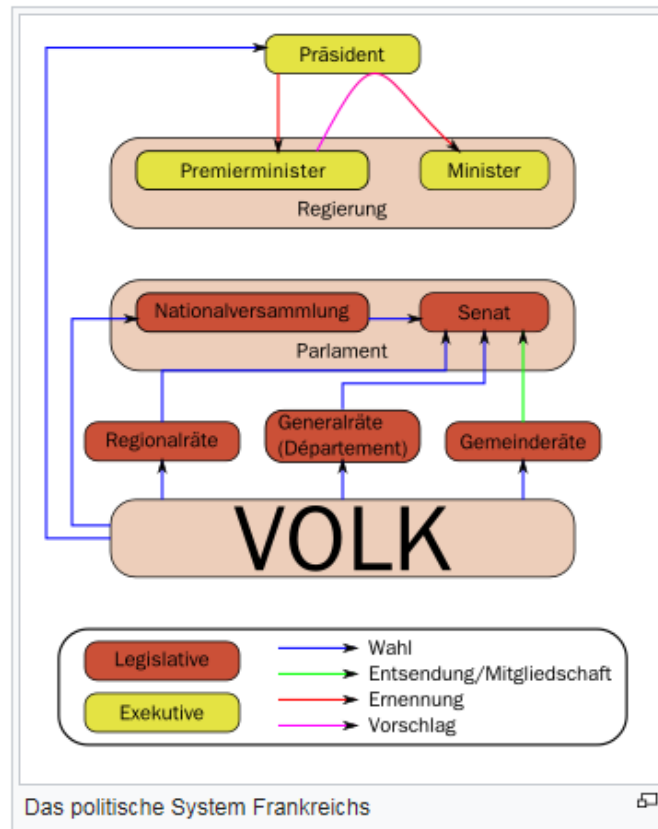 Präsident
Premierminister
Minister
Regierung
Nationalversammlung
Senat
Parlament
Regionalräte
Generalräte
(Département)
Gemeinderäte
VOLK
Legislative
Exekutive
Wahl
Entsendung/Mitgliedschaft
Ernennung
Vorschlag
Das politische System Frankreichs